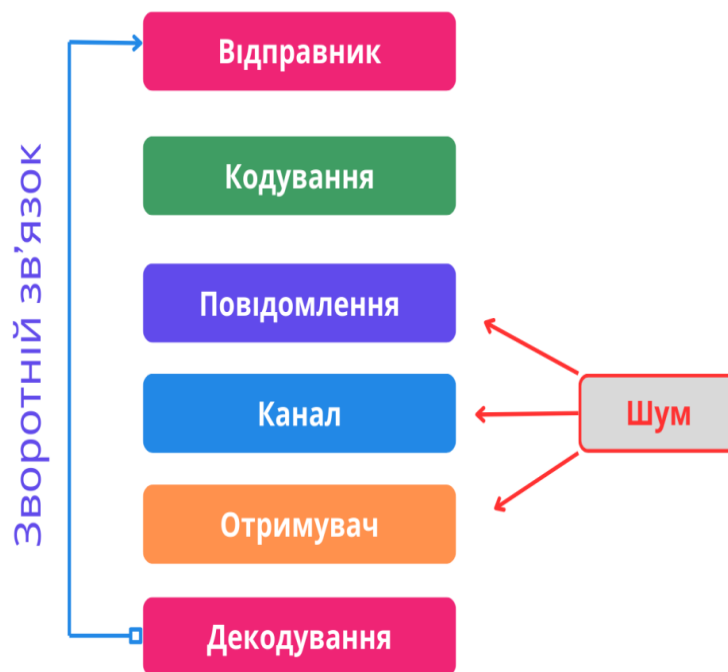 Відправник
Кодування
Повідомлення
Канал
Отримувач
Декодування
Зворотній зв’язок
Шум